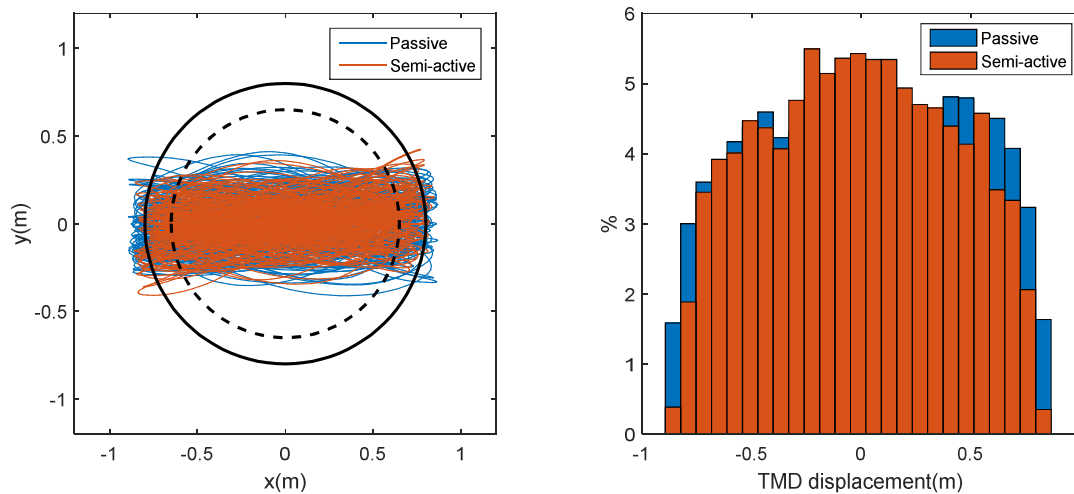 Passive
Semi-active
1
0.5
0
-0.5
-1
y(m)
-1 -0.5 0 0.5 1
x(m)
Passive
Semi-active
6
5
4
3
2
1
0
%
-1 -0.5 0 0.5
TMD displacement(m)